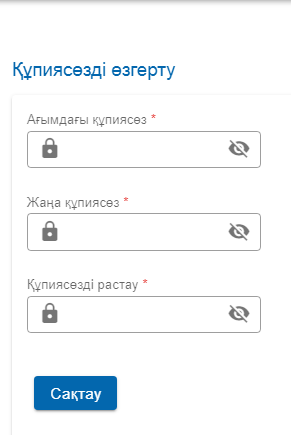 Құпиясөзді өзгерту
Ағымдағы құпиясөз *
Жаңа құпиясөз *
Құпиясөзді растау *
Сақтау